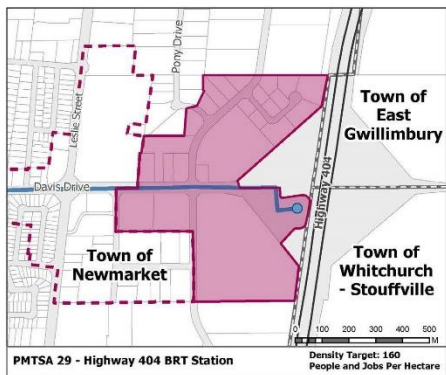 Pony Drive
Leslie Street
Town of
East
Gwillimbury
Highway 404
Davis Drive
Town of
Newmarket
Town of
Whitchurch
- Stouffville
100 50 0 100 200 300 400 500
M
PMTSA 29 - Highway 404 BRT Station
Density Target: 160
People and Jobs Per Hectare